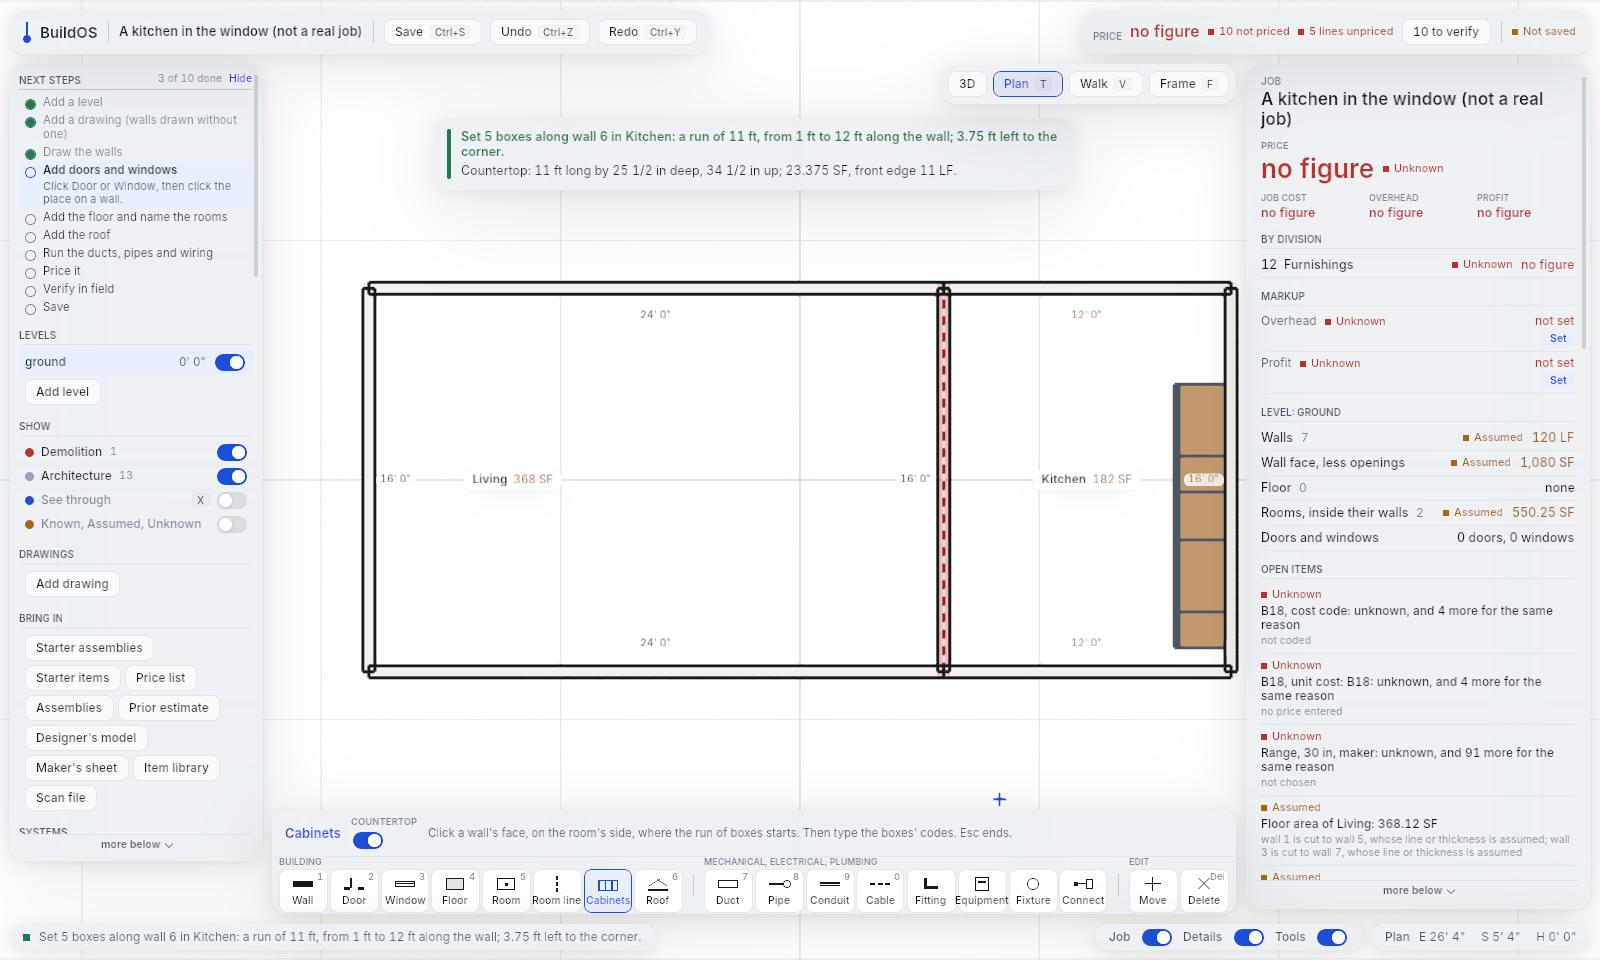 BuildOS
A kitchen in the window (not a real job)
Save Ctrl+S
Undo Ctrl+Z
Redo Ctrl+Y
PRICE no figure 10 not priced 5 lines unpriced 10 to verify Not saved
NEXT STEPS 3 of 10 done Hide
Add a level
Add a drawing (walls drawn without
one)
Draw the walls
Add doors and windows
Click Door or Window, then click the
place on a wall.
Add the floor and name the rooms
Add the roof
Run the ducts, pipes and wiring
Price it
Verify in field
Save
LEVELS
ground 0' 0"
Add level
SHOW
Demolition 1
Architecture 13
See through X
Known, Assumed, Unknown
DRAWINGS
Add drawing
BRING IN
Starter assemblies
Starter items Price list
Assemblies Prior estimate
Designer's model
Maker's sheet Item library
Scan file
SYSTEMS
more below
3D Plan T Walk V Frame F
Set 5 boxes along wall 6 in Kitchen: a run of 11 ft, from 1 ft to 12 ft along the wall; 3.75 ft left to the
corner.
Countertop: 11 ft long by 25 1/2 in deep, 34 1/2 in up; 23.375 SF, front edge 11 LF.
24' 0" 12' 0"
16' 0" Living 368 SF 16' 0" Kitchen 182 SF 16' 0"
24' 0" 12' 0"
Cabinets COUNTERTOP Click a wall's face, on the room's side, where the run of boxes starts. Then type the boxes' codes. Esc ends.
BUILDING MECHANICAL, ELECTRICAL, PLUMBING EDIT
1 2 3 4 5 6 7 8 9 0 Del
Wall Door Window Floor Room Room line Cabinets Roof Duct Pipe Conduit Cable Fitting Equipment Fixture Connect Move Delete
JOB
A kitchen in the window (not a real
job)
PRICE
no figure Unknown
JOB COST OVERHEAD PROFIT
no figure no figure no figure
BY DIVISION
12 Furnishings Unknown no figure
MARKUP
Overhead Unknown not set
Set
Profit Unknown not set
Set
LEVEL: GROUND
Walls 7 Assumed 120 LF
Wall face, less openings Assumed 1,080 SF
Floor 0 none
Rooms, inside their walls 2 Assumed 550.25 SF
Doors and windows 0 doors, 0 windows
OPEN ITEMS
Unknown
B18, cost code: unknown, and 4 more for the same
reason
not coded
Unknown
B18, unit cost: B18: unknown, and 4 more for the
same reason
no price entered
Unknown
Range, 30 in, maker: unknown, and 91 more for the
same reason
not chosen
Assumed
Floor area of Living: 368.12 SF
wall 1 is cut to wall 5, whose line or thickness is assumed; wall
3 is cut to wall 7, whose line or thickness is assumed
Assumed
more below
Set 5 boxes along wall 6 in Kitchen: a run of 11 ft, from 1 ft to 12 ft along the wall; 3.75 ft left to the corner.
Job Details Tools Plan E 26' 4" S 5' 4" H 0' 0"